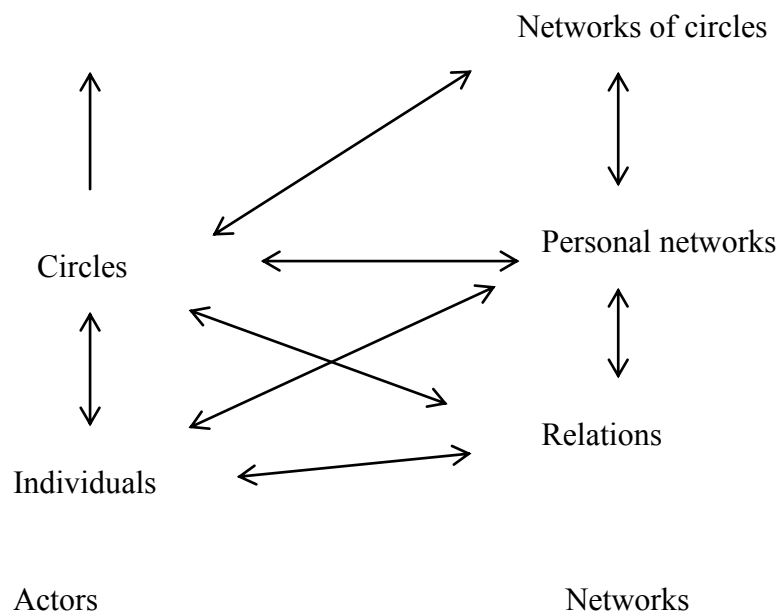 Networks of circles
Personal networks
Circles
Relations
Individuals
Actors
Networks